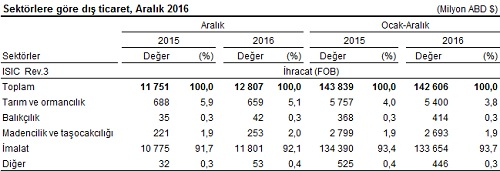 Sektörlere göre dış ticaret, Aralık 2016 (Milyon ABD $)
Aralık Ocak-Aralık
2015 2016 2015 2016
Sektörler Değer (%) Değer (%) Değer (%) Değer (%)
ISIC Rev.3 İhracat (FOB)
Toplam 11 751 100,0 12 807 100,0 143 839 100,0 142 606 100,0
Tarım ve ormancılık 688 5,9 659 5,1 5 757 4,0 5 400 3,8
Balıkçılık 35 0,3 42 0,3 368 0,3 414 0,3
Madencilik ve taşocakcılığı 221 1,9 253 2,0 2 799 1,9 2 693 1,9
İmalat 10 775 91,7 11 801 92,1 134 390 93,4 133 654 93,7
Diğer 32 0,3 53 0,4 525 0,4 446 0,3